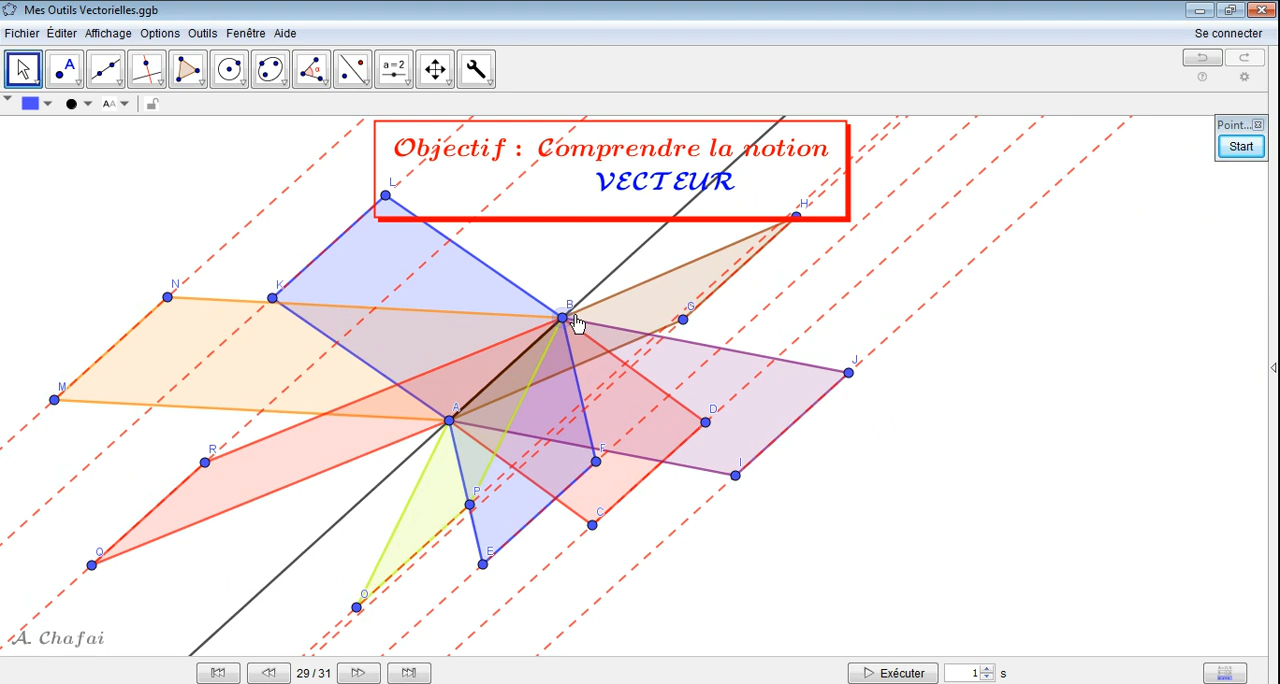 Mes Outils Vectorielles.ggb
Fichier Éditer Affichage Options Outils Fenêtre Aide
Se connecter
A
a=2
AA
Point...
Start
Objectif : Comprendre la notion
VECTEUR
L
H
N
K
B
G
J
M
A
D
R
F
I
P
C
Q
E
O
A. Chafai
29 / 31
Exécuter
1 s